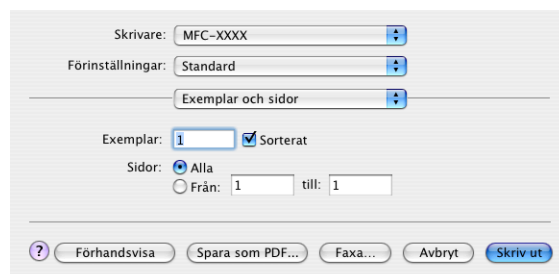 Skrivare: MFC-XXXX
Förinställningar: Standard
Exemplar och sidor
Exemplar: 1 Sorterat
Sidor: Alla
Från: 1 till: 1
? Förhandsvisa Spara som PDF... Faxa... Avbryt Skriv ut